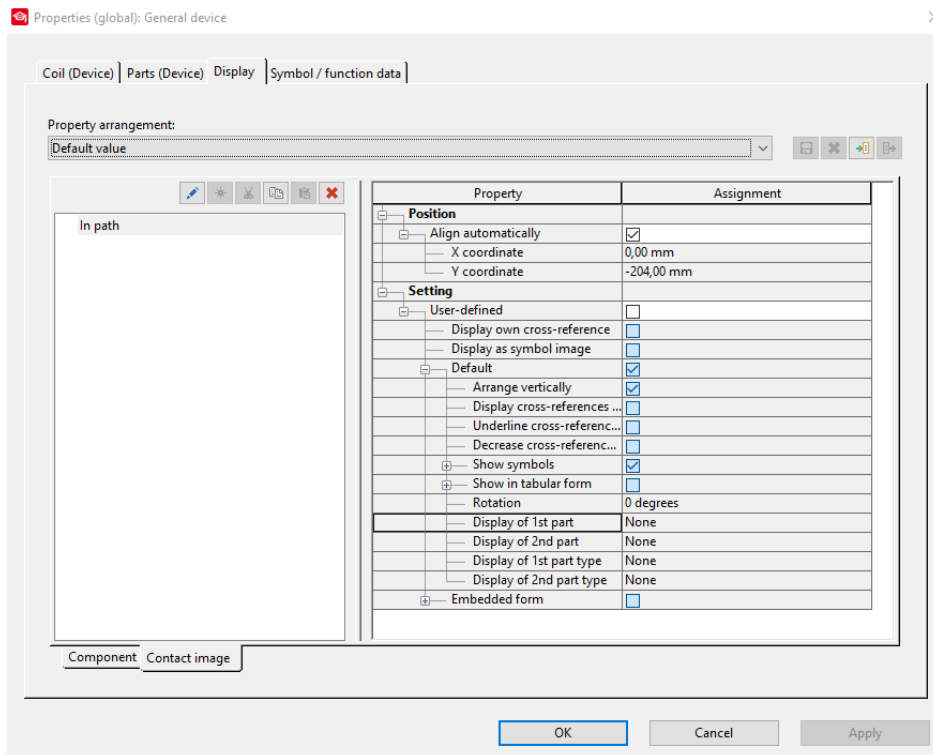 Properties (global): General device
Coil (Device) Parts (Device) Display Symbol / function data
Property arrangement:
Default value
In path
Property Assignment
Position
Align automatically
X coordinate 0,00 mm
Y coordinate -204,00 mm
Setting
User-defined
Display own cross-reference
Display as symbol image
Default
Arrange vertically
Display cross-references ...
Underline cross-referenc...
Decrease cross-referenc...
Show symbols
Show in tabular form
Rotation 0 degrees
Display of 1st part None
Display of 2nd part None
Display of 1st part type None
Display of 2nd part type None
Embedded form
Component Contact image
OK Cancel Apply